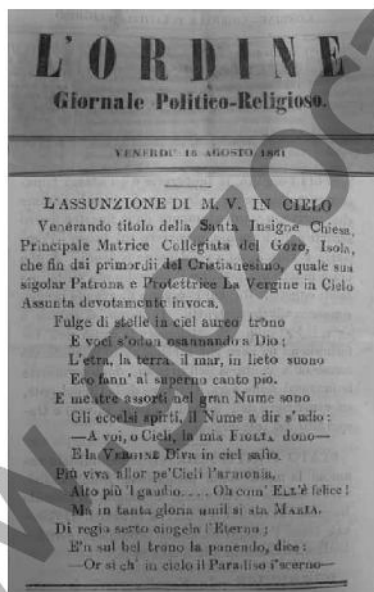 L'ORDINE
Giornale Politico-Religioso.
VENERDI' 16 AGOSTO 1861
L'ASSUNZIONE DI M. V. IN CIELO
Venerando titolo della Santa Insigne Chiesa,
Principale Matrice Collegiata del Gozo, Isola,
che fin dai primordii del Cristianesimo, quale sua
sigolar Patrona e Protettrice La Vergine in Cielo
Assunta devotamente invoca.
Fulge di stelle in ciel aureo trono
E voci s'odon osannando a Dio;
L'etra, la terra, il mar, in lieto suono
Eco fann' al superno canto pio.
E mentre assorti nel gran Nume sono
Gli eccelsi spirti, il Nume a dir s'udio:
—A voi, o Cieli, la mia FIGLIA dono—
E la VERGINE Diva in ciel salio.
Più viva allor pe' Cieli l'armonia,
Alto più 'l gaudio.... Oh com' ELL'è felice!
Ma in tanta gloria umil si sta MARIA.
Di regio serto cingela l'Eterno;
E'n sul bel trono la ponendo, dice:
—Or sì ch' in cielo il Paradiso i'scerno—